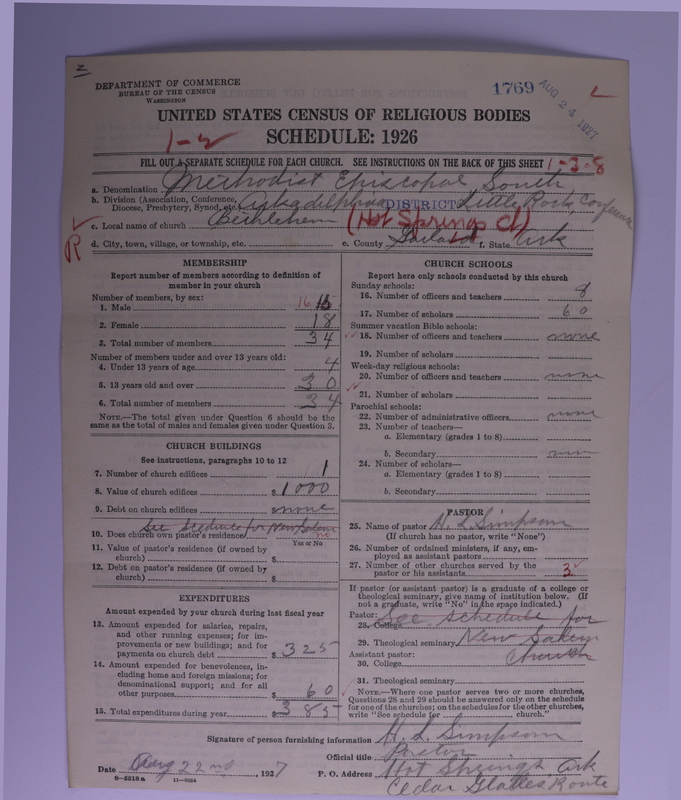 2
DEPARTMENT OF COMMERCE
BUREAU OF THE CENSUS
WASHINGTON
1769
AUG 24 1927
UNITED STATES CENSUS OF RELIGIOUS BODIES
SCHEDULE: 1926
1-2
FILL OUT A SEPARATE SCHEDULE FOR EACH CHURCH. SEE INSTRUCTIONS ON THE BACK OF THIS SHEET 1-3-8
a. Denomination Methodist Episcopal, South
b. Division (Association, Conference, Arkadelphia DISTRICT Little Rock, Conference
Diocese, Presbytery, Synod, etc.
c. Local name of church Bethlehem (Hot Springs Ct)
R
d. City, town, village, or township, etc. e. County Garland f. State Ark
MEMBERSHIP
Report number of members according to definition of
member in your church
Number of members, by sex:
1. Male 16 16
2. Female 18
3. Total number of members 34
Number of members under and over 13 years old:
4. Under 13 years of age 4
5. 13 years old and over 30
6. Total number of members 34
NOTE.—The total given under Question 6 should be the
same as the total of males and females given under Question 3.
CHURCH BUILDINGS
See instructions, paragraphs 10 to 12
7. Number of church edifices 1
8. Value of church edifices $1000
9. Debt on church edifices $none
See Scedule for New Salem
10. Does church own pastor's residence? no
Yes or No
11. Value of pastor's residence (if owned by
church) $
12. Debt on pastor's residence (if owned by
church) $
EXPENDITURES
Amount expended by your church during last fiscal year
13. Amount expended for salaries, repairs,
and other running expenses; for im-
provements or new buildings; and for
payments on church debt $325
14. Amount expended for benevolences, in-
cluding home and foreign missions; for
denominational support; and for all
other purposes $60
15. Total expenditures during year $385
CHURCH SCHOOLS
Report here only schools conducted by this church
Sunday schools:
16. Number of officers and teachers 8
17. Number of scholars 60
Summer vacation Bible schools:
18. Number of officers and teachers none
19. Number of scholars
Week-day religious schools:
20. Number of officers and teachers none
21. Number of scholars
Parochial schools:
22. Number of administrative officers none
23. Number of teachers—
a. Elementary (grades 1 to 8)
b. Secondary none
24. Number of scholars—
a. Elementary (grades 1 to 8)
b. Secondary
PASTOR
25. Name of pastor H. L. Simpson
(If church has no pastor, write "None")
26. Number of ordained ministers, if any, em-
ployed as assistant pastors
27. Number of other churches served by the
pastor or his assistants 3
If pastor (or assistant pastor) is a graduate of a college or
theological seminary, give name of institution below. (If
not a graduate, write "No" in the space indicated.)
Pastor: See schedule for
28. College
29. Theological seminary New Salem
Assistant pastor: Church
30. College
31. Theological seminary
NOTE.—Where one pastor serves two or more churches,
Questions 28 and 29 should be answered only on the schedule
for one of the churches; on the schedules for the other churches,
write "See schedule for church."
Signature of person furnishing information H. L. Simpson
Official title Pastor
Date Aug 22nd, 1927 P. O. Address Hot Springs Ark
8-5518a 11-9054 Cedar Glades Route